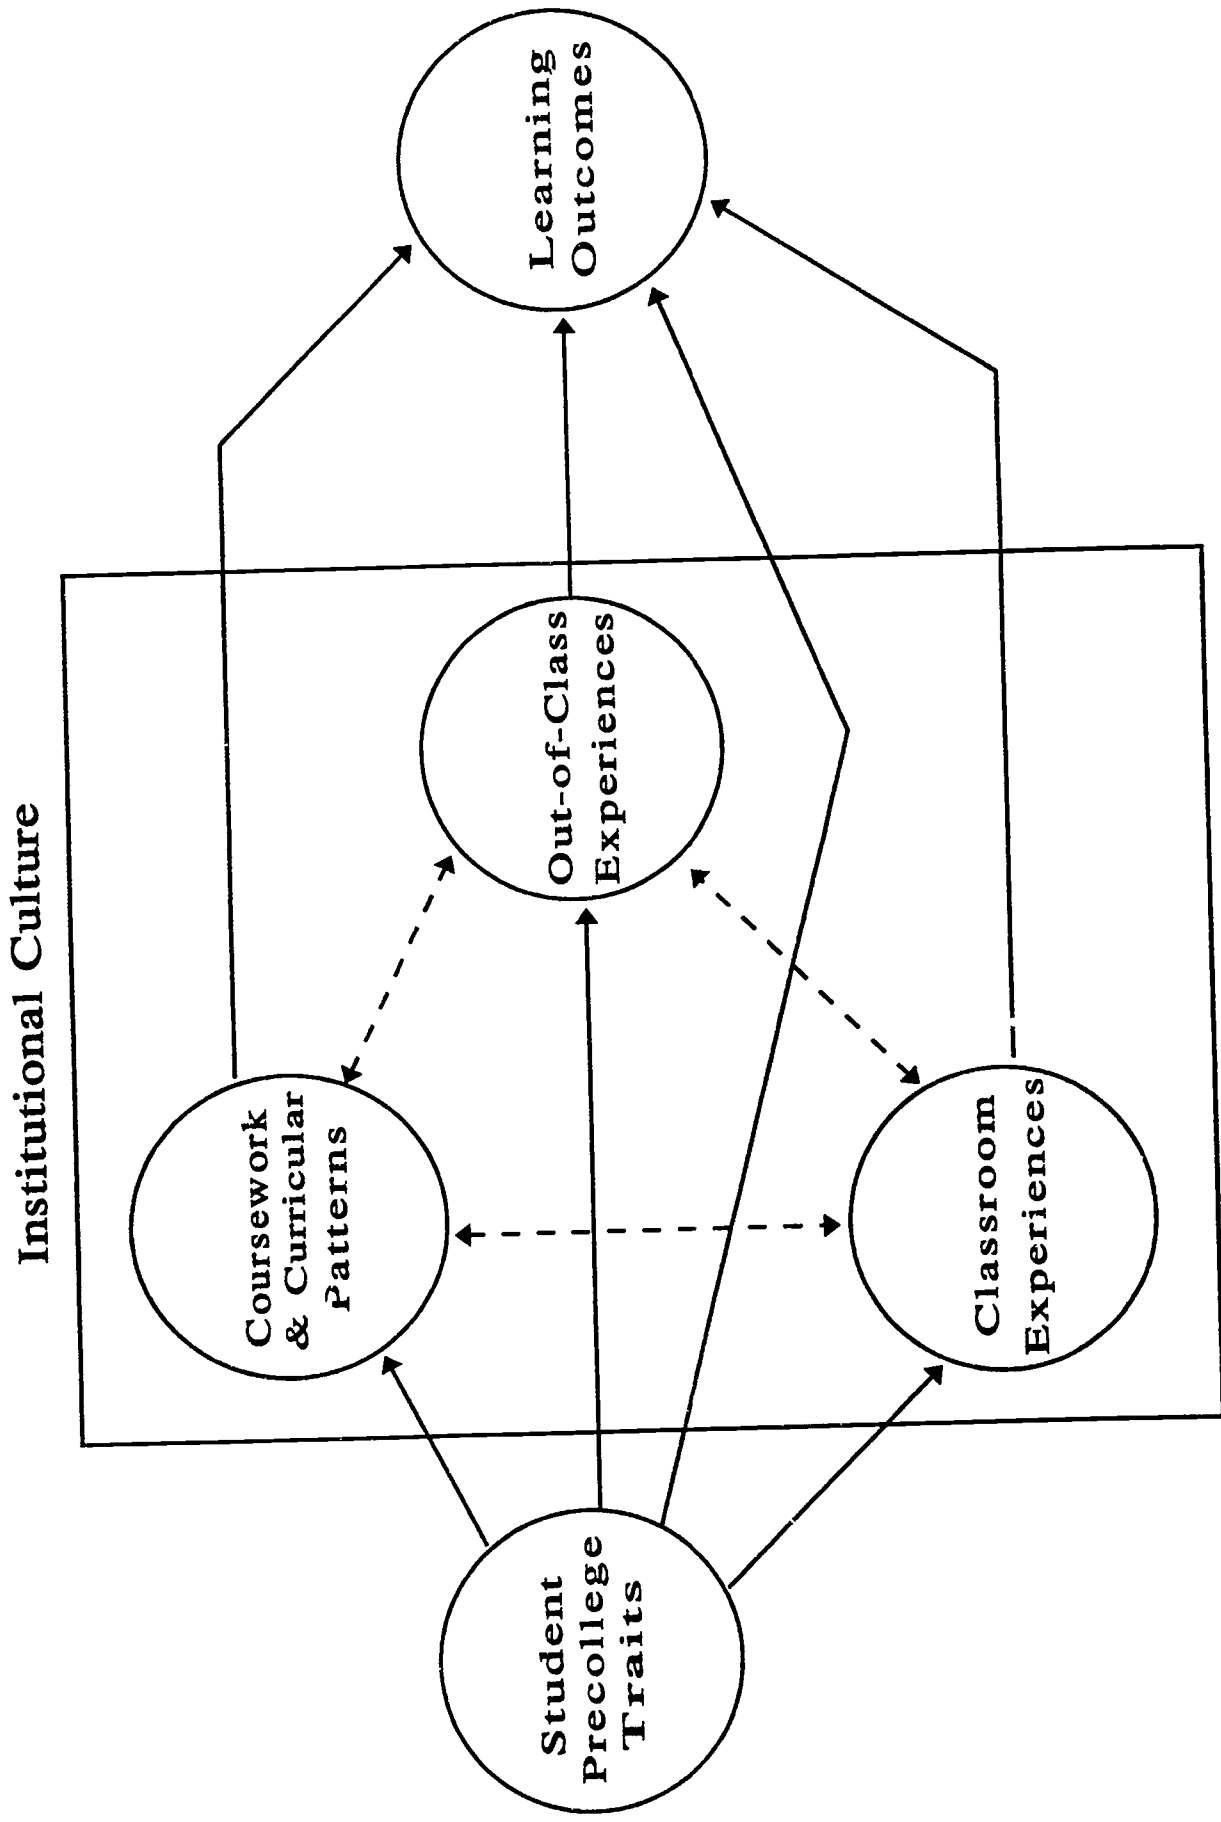 Institutional Culture
Student
Precollege
Traits
Coursework
& Curricular
Patterns
Classroom
Experiences
Out-of-Class
Experiences
Learning
Outcomes